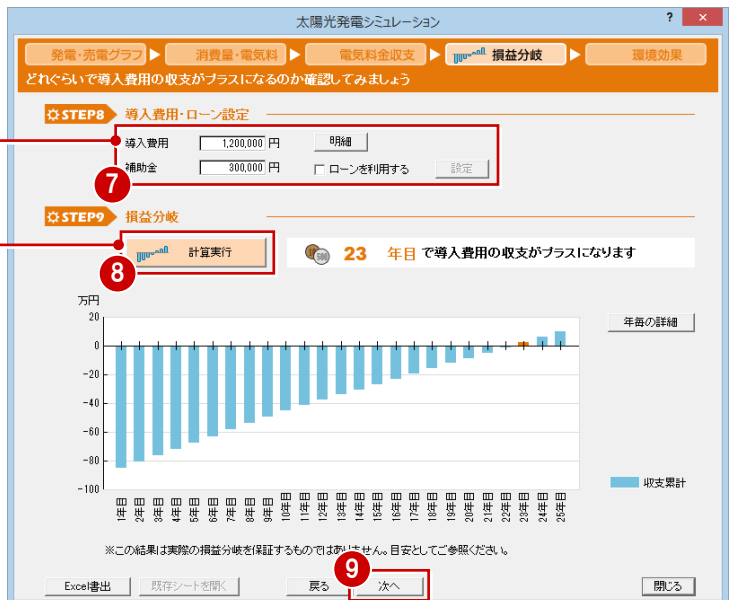 太陽光発電シミュレーション
? ×
発電・売電グラフ 消費量・電気料 電気料金収支 損益分岐 環境効果
どれぐらいで導入費用の収支がプラスになるのか確認してみましょう
STEP8 導入費用・ローン設定
導入費用 1,200,000 円 明細
補助金 300,000 円 ローンを利用する 設定
7
STEP9 損益分岐
計算実行 500 23 年目 で導入費用の収支がプラスになります
8
万円
年毎の詳細
20
0
-20
-40
-60
-80
-100
収支累計
1年目 2年目 3年目 4年目 5年目 6年目 7年目 8年目 9年目 10年目 11年目 12年目 13年目 14年目 15年目 16年目 17年目 18年目 19年目 20年目 21年目 22年目 23年目 24年目 25年目
※この結果は実際の損益分岐を保証するものではありません。目安としてご参照ください。
9
Excel書出 既存シートを開く 戻る 次へ 閉じる